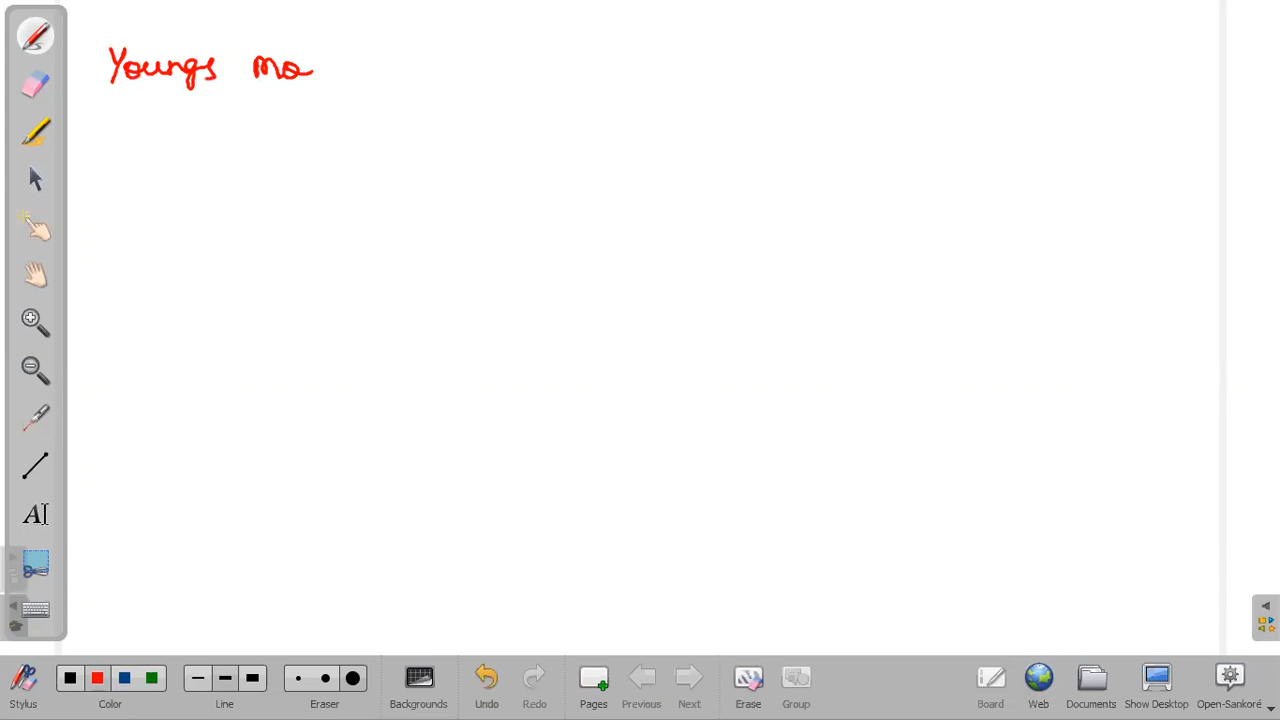 Youngs mo
A
Stylus
Color
Line
Eraser
Backgrounds
Undo
Redo
Pages
Previous
Next
Erase
Group
Board
Web
Documents
Show Desktop
Open-Sankoré